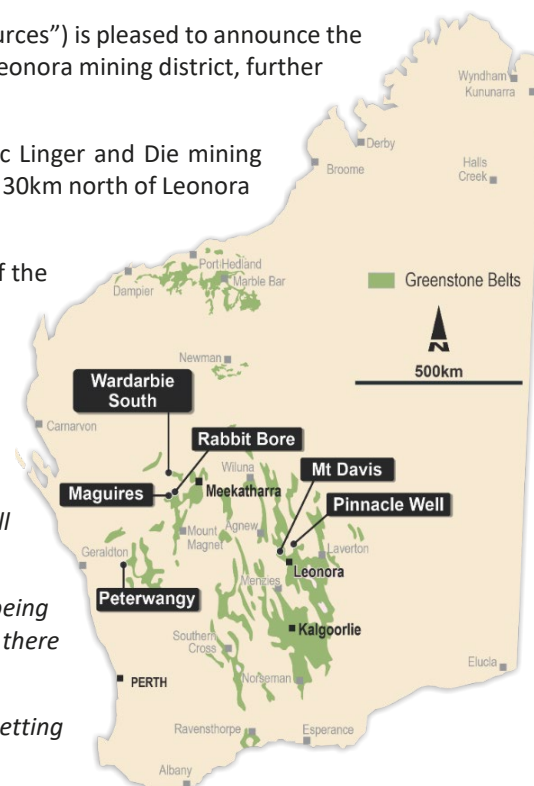 urces") is pleased to announce the
eonora mining district, further
c Linger and Die mining
30km north of Leonora
f the
ll
being
there
etting
Wyndham
Kununarra
Derby
Broome
Halls
Creek
Port Hedland
Marble Bar
Dampier
Greenstone Belts
N
500km
Newman
Wardarbie
South
Carnarvon
Rabbit Bore
Wiluna
Mt Davis
Maguires
Meekatharra
Pinnacle Well
Mount
Magnet
Agnew
Laverton
Geraldton
Leonora
Menzies
Peterwangy
Kalgoorlie
Southern
Cross
Eucla
PERTH
Norseman
Ravensthorpe
Esperance
Albany